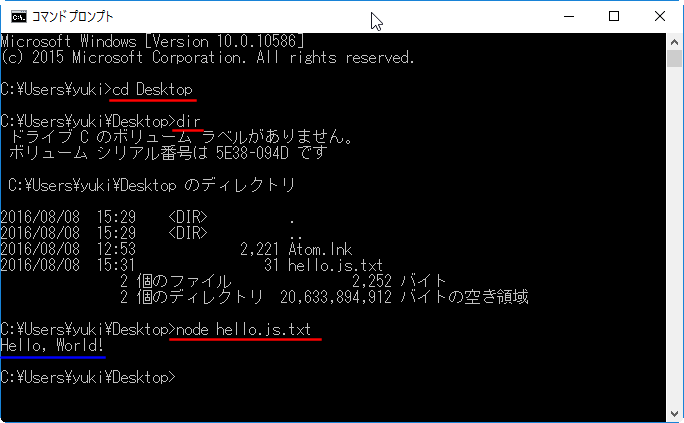 コマンド プロンプト
Microsoft Windows [Version 10.0.10586]
(c) 2015 Microsoft Corporation. All rights reserved.
C:¥Users¥yuki>cd Desktop
C:¥Users¥yuki¥Desktop>dir
ドライブ C のボリューム ラベルがありません。
ボリューム シリアル番号は 5E38-094D です
C:¥Users¥yuki¥Desktop のディレクトリ
2016/08/08  15:29    <DIR>          .
2016/08/08  15:29    <DIR>          ..
2016/08/08  12:53             2,221 Atom.lnk
2016/08/08  15:31                31 hello.js.txt
2 個のファイル               2,252 バイト
2 個のディレクトリ  20,633,894,912 バイトの空き領域
C:¥Users¥yuki¥Desktop>node hello.js.txt
Hello, World!
C:¥Users¥yuki¥Desktop>